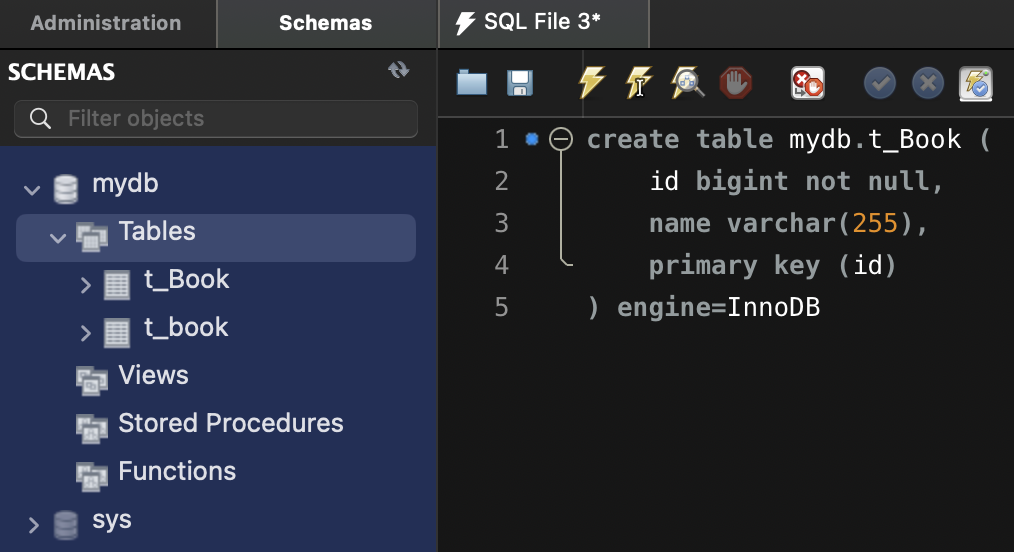 Administration
Schemas
SQL File 3*
SCHEMAS
Filter objects
mydb
Tables
t_Book
t_book
Views
Stored Procedures
Functions
sys
1 create table mydb.t_Book (
2 id bigint not null,
3 name varchar(255),
4 primary key (id)
5 ) engine=InnoDB